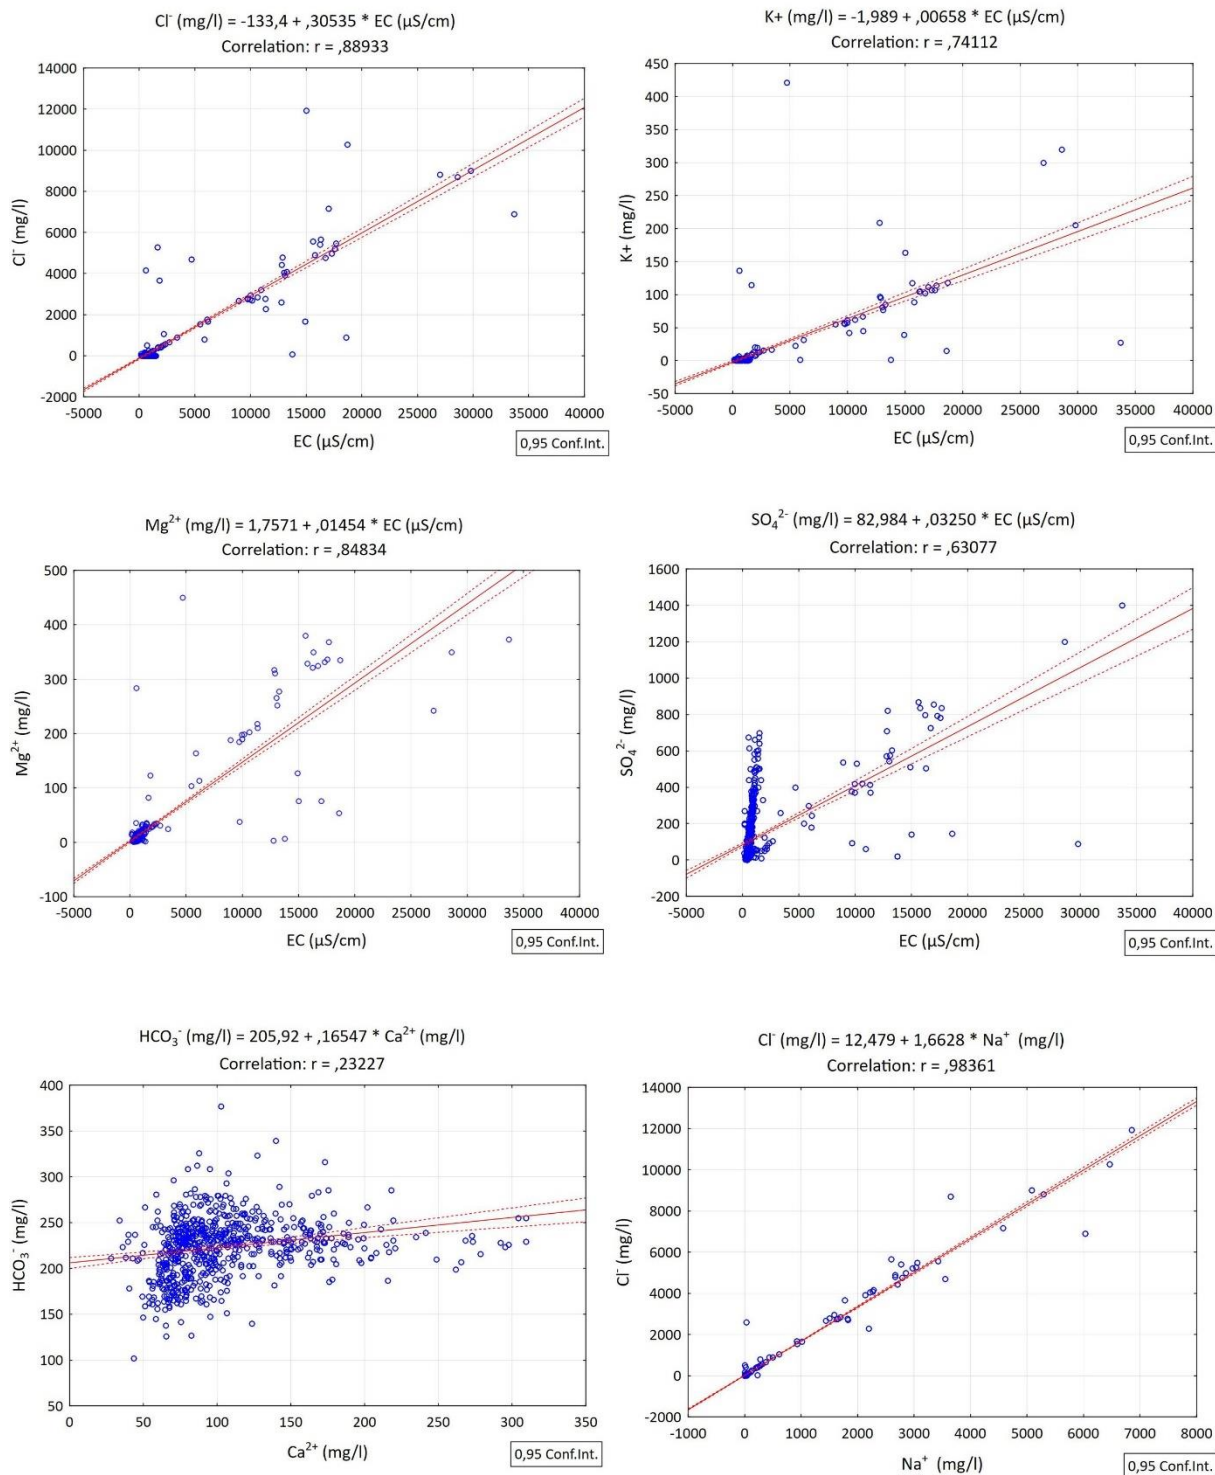 Cl⁻ (mg/l) = -133,4 + ,30535 * EC (µS/cm)
Correlation: r = ,88933
14000
12000
10000
8000
6000
4000
2000
0
-2000
Cl⁻ (mg/l)
-5000 0 5000 10000 15000 20000 25000 30000 35000 40000
EC (µS/cm)
0,95 Conf.Int.
K+ (mg/l) = -1,989 + ,00658 * EC (µS/cm)
Correlation: r = ,74112
450
400
350
300
250
200
150
100
50
0
-50
K+ (mg/l)
-5000 0 5000 10000 15000 20000 25000 30000 35000 40000
EC (µS/cm)
0,95 Conf.Int.
Mg²⁺ (mg/l) = 1,7571 + ,01454 * EC (µS/cm)
Correlation: r = ,84834
500
400
300
200
100
0
-100
Mg²⁺ (mg/l)
-5000 0 5000 10000 15000 20000 25000 30000 35000 40000
EC (µS/cm)
0,95 Conf.Int.
SO₄²⁻ (mg/l) = 82,984 + ,03250 * EC (µS/cm)
Correlation: r = ,63077
1600
1400
1200
1000
800
600
400
200
0
-200
SO₄²⁻ (mg/l)
-5000 0 5000 10000 15000 20000 25000 30000 35000 40000
EC (µS/cm)
0,95 Conf.Int.
HCO₃⁻ (mg/l) = 205,92 + ,16547 * Ca²⁺ (mg/l)
Correlation: r = ,23227
400
350
300
250
200
150
100
50
HCO₃⁻ (mg/l)
0 50 100 150 200 250 300 350
Ca²⁺ (mg/l)
0,95 Conf.Int.
Cl⁻ (mg/l) = 12,479 + 1,6628 * Na⁺ (mg/l)
Correlation: r = ,98361
14000
12000
10000
8000
6000
4000
2000
0
-2000
Cl⁻ (mg/l)
-1000 0 1000 2000 3000 4000 5000 6000 7000 8000
Na⁺ (mg/l)
0,95 Conf.Int.